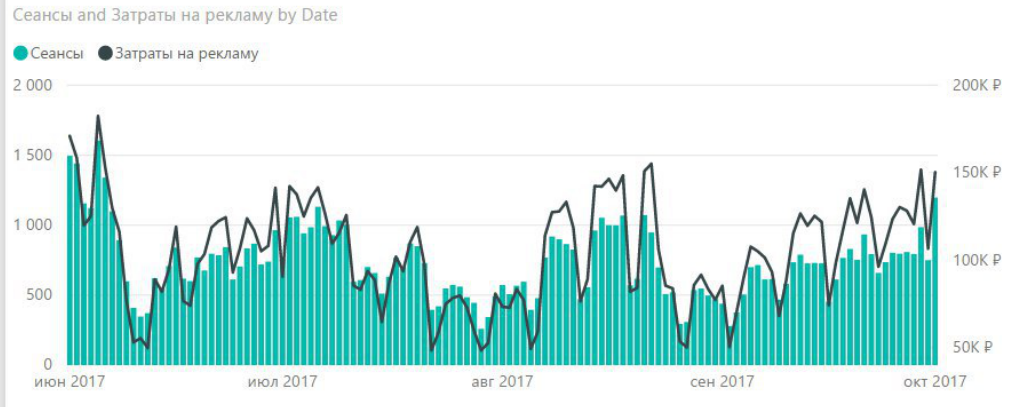 Сеансы and Затраты на рекламу by Date
Сеансы Затраты на рекламу
2 000 200K ₽
1 500 150K ₽
1 000 100K ₽
500 50K ₽
0
июн 2017 июл 2017 авг 2017 сен 2017 окт 2017